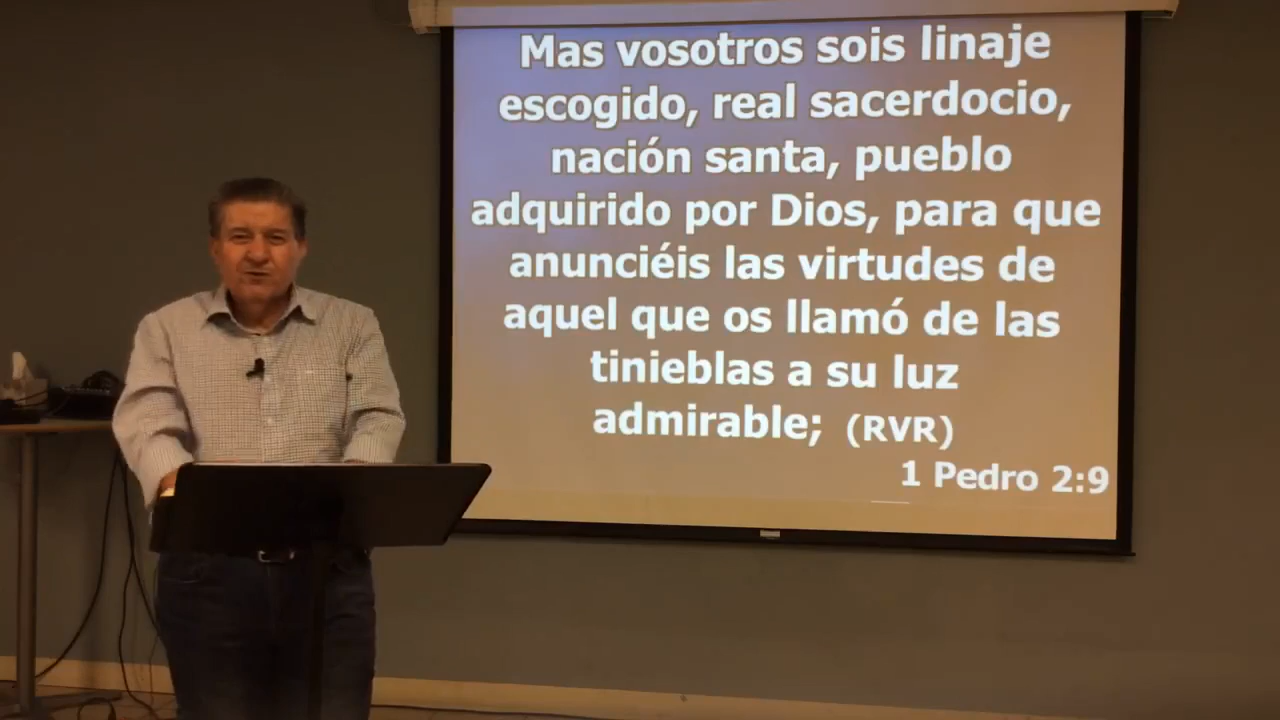 Mas vosotros sois linaje
escogido, real sacerdocio,
nación santa, pueblo
adquirido por Dios, para que
anunciéis las virtudes de
aquel que os llamó de las
tinieblas a su luz
admirable; (RVR)
1 Pedro 2:9